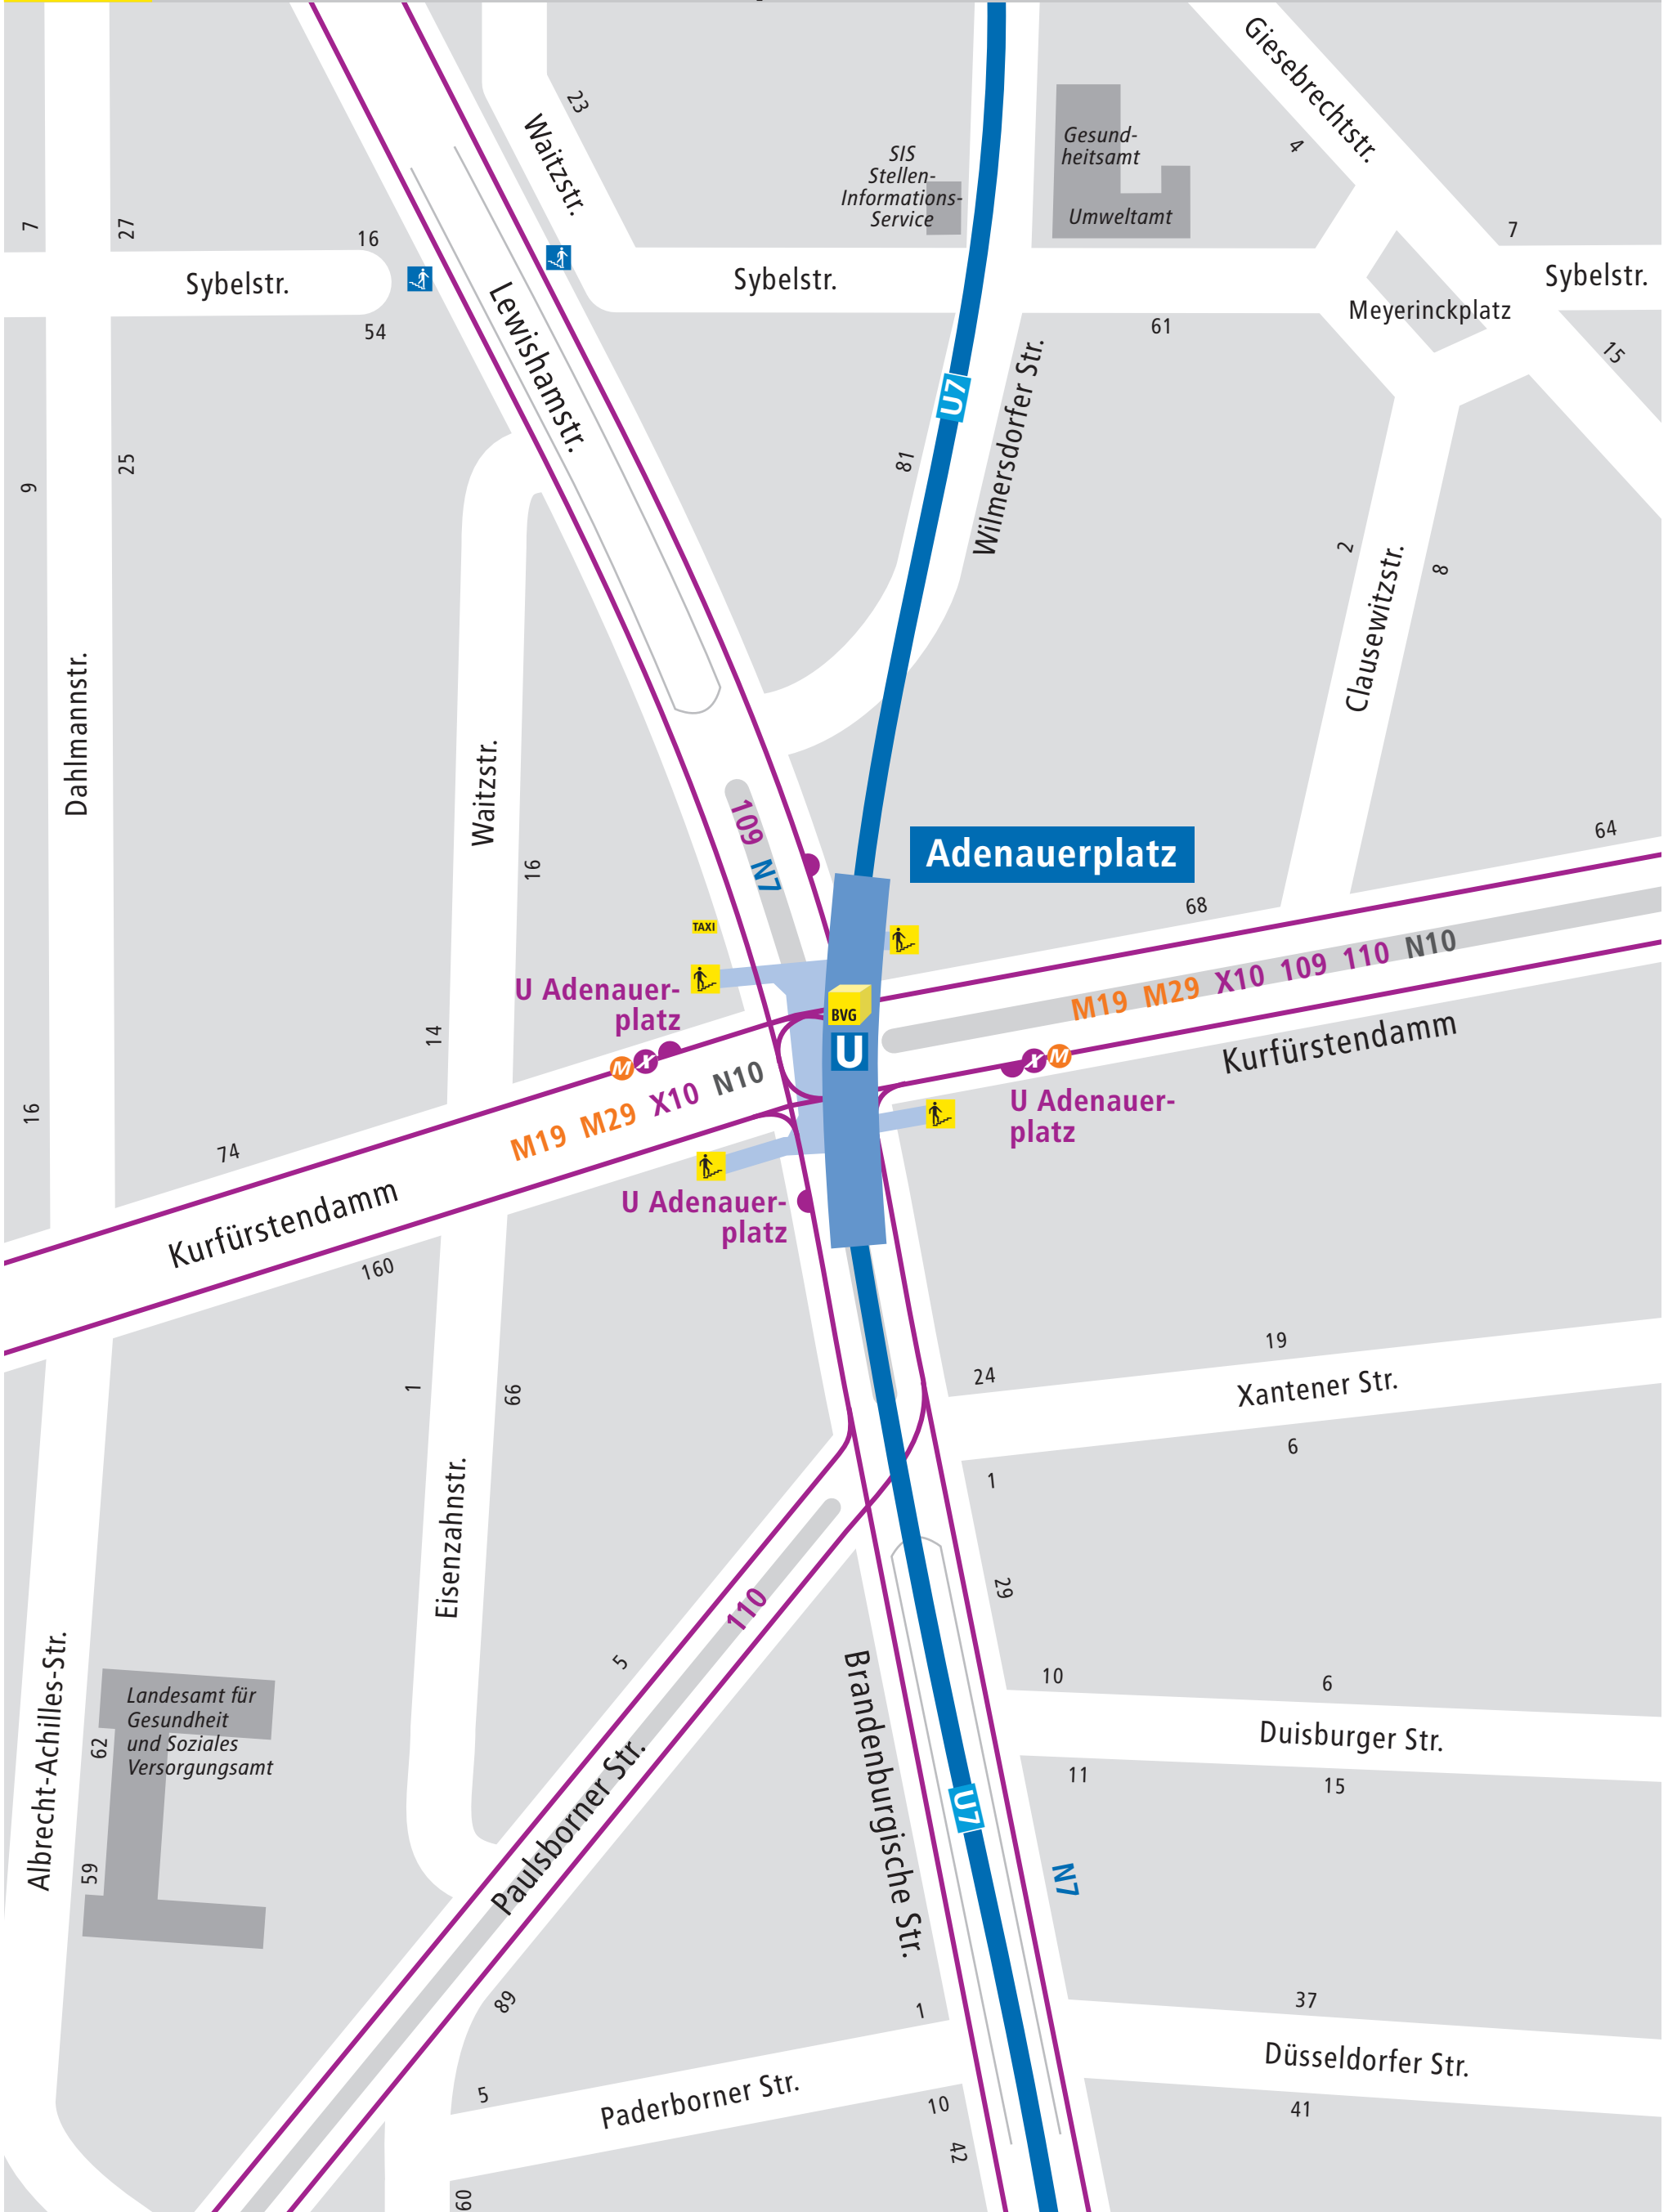 Giesebrechtstr.
23
Waitzstr.
4
SIS
Stellen-
Informations-
Service
Gesund-
heitsamt
Umweltamt
7
27
16
7
Sybelstr.
Sybelstr.
Sybelstr.
54
Lewishamstr.
61
Meyerinckplatz
15
U7
Wilmersdorfer Str.
81
9
25
2
8
Clausewitzstr.
Dahlmannstr.
Waitzstr.
16
109
N7
Adenauerplatz
64
68
TAXI
U Adenauer-
platz
BVG
U
M19 M29 X10 109 110 N10
Kurfürstendamm
14
M
X
X
M
M19 M29 X10 N10
U Adenauer-
platz
16
74
U Adenauer-
platz
Kurfürstendamm
160
19
24
Xantener Str.
1
66
6
1
Eisenzahnstr.
29
110
5
10
6
Albrecht-Achilles-Str.
Landesamt für
Gesundheit
und Soziales
Versorgungsamt
62
59
Brandenburgische Str.
Duisburger Str.
11
15
U7
N7
Paulsborner Str.
89
1
37
Düsseldorfer Str.
5
Paderborner Str.
10
41
42
60